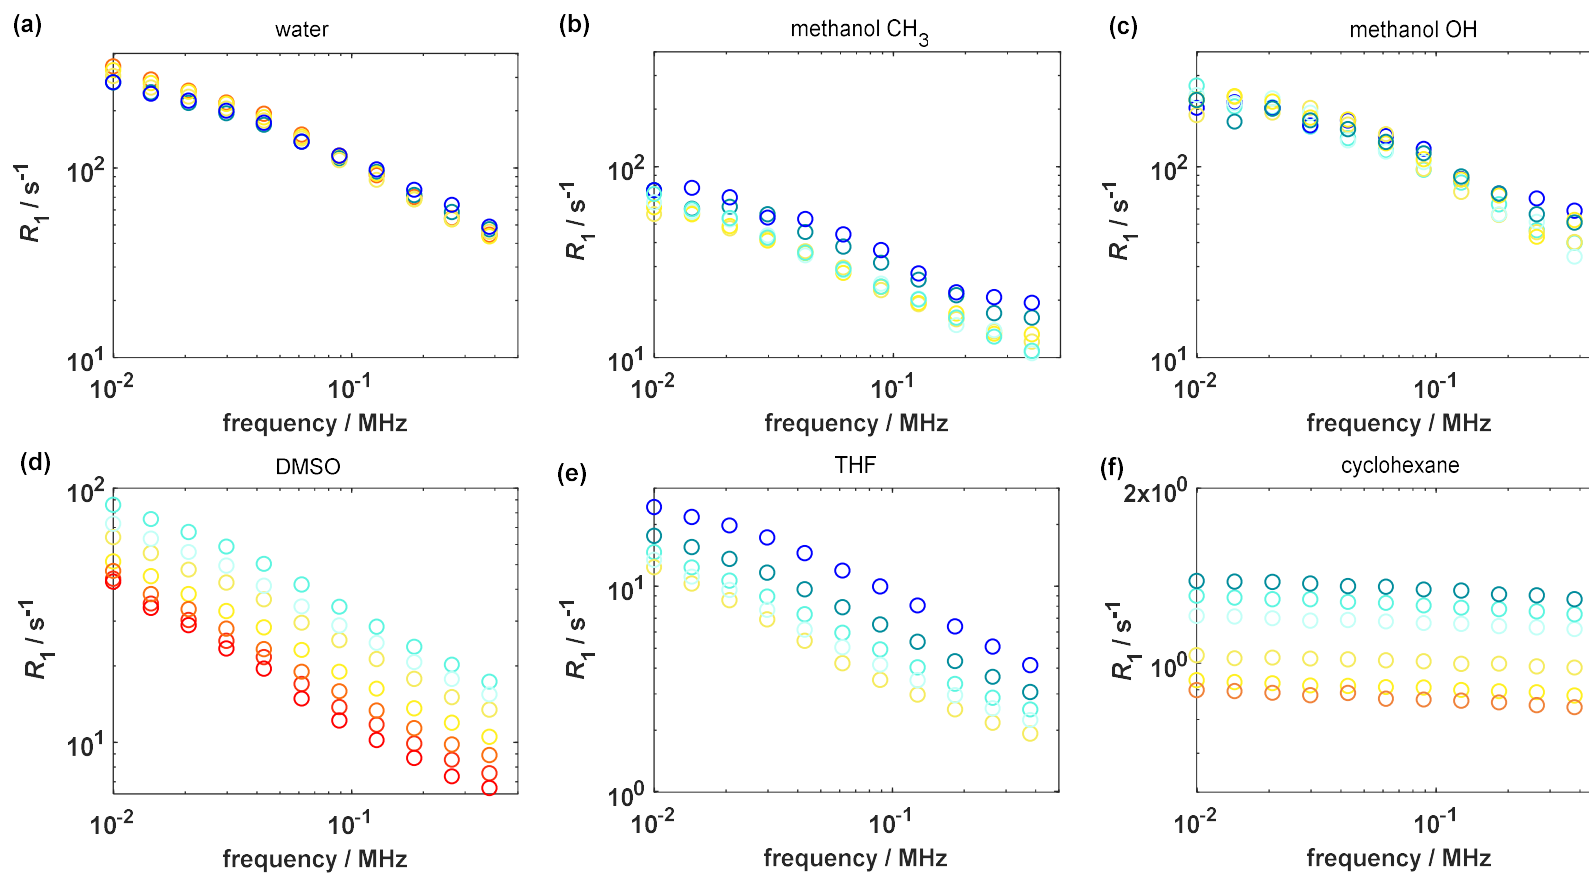 (a) water
(b) methanol CH3
(c) methanol OH
R1 / s-1
10^2
10^1
10^-2
10^-1
frequency / MHz
R1 / s-1
10^2
10^1
10^-2
10^-1
frequency / MHz
R1 / s-1
10^2
10^1
10^-2
10^-1
frequency / MHz
(d) DMSO
(e) THF
(f) cyclohexane
R1 / s-1
10^2
10^1
10^-2
10^-1
frequency / MHz
R1 / s-1
10^1
10^0
10^-2
10^-1
frequency / MHz
R1 / s-1
2x10^0
10^0
10^-2
10^-1
frequency / MHz